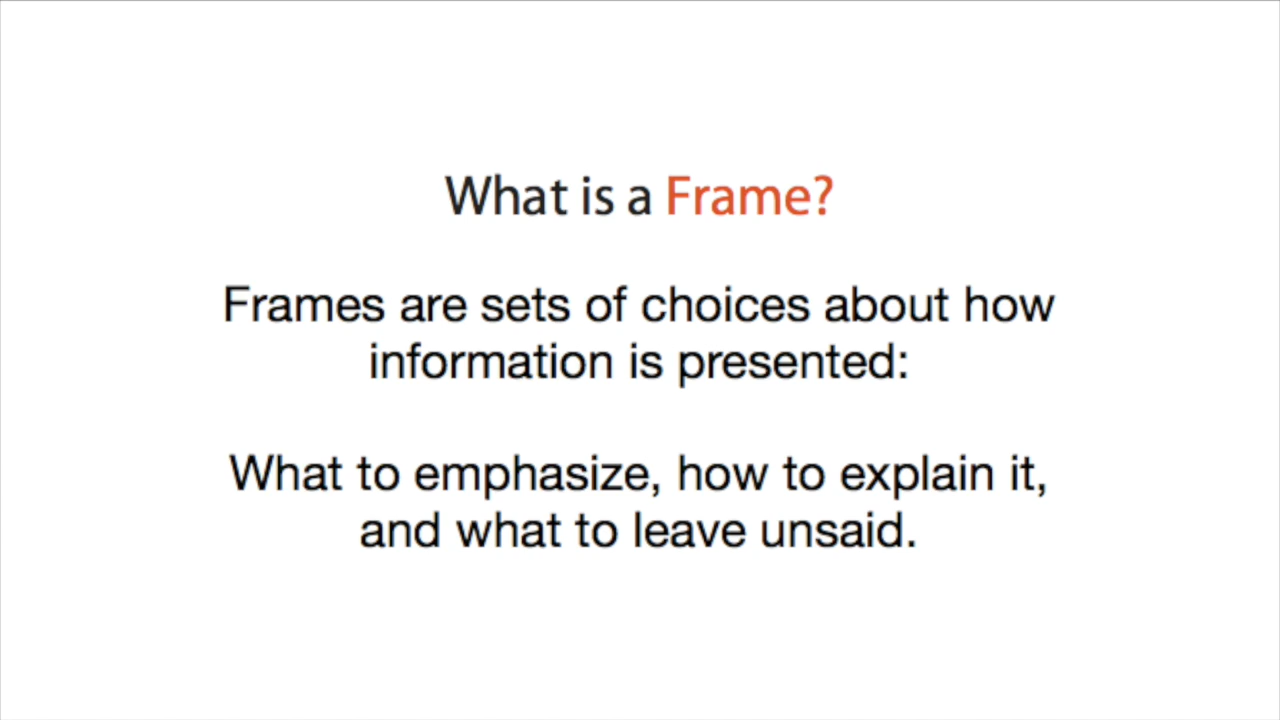 What is a Frame?
Frames are sets of choices about how
information is presented:
What to emphasize, how to explain it,
and what to leave unsaid.